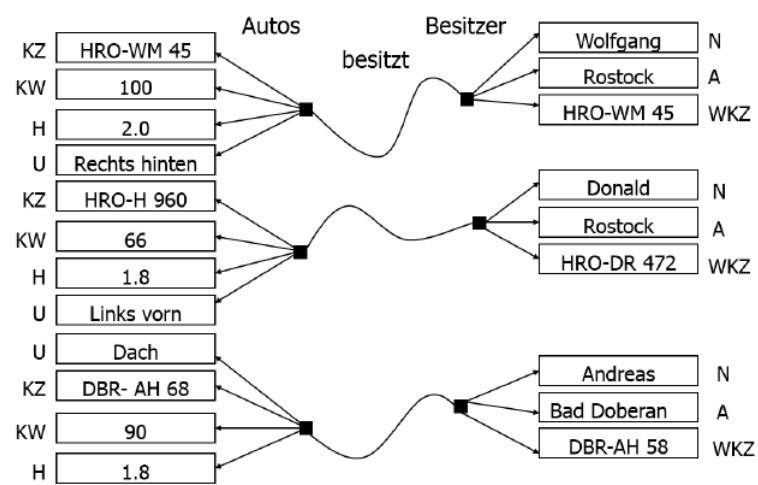 Autos
besitzt
Besitzer
KZ HRO-WM 45
KW 100
H 2.0
U Rechts hinten
KZ HRO-H 960
KW 66
H 1.8
U Links vorn
U Dach
KZ DBR- AH 68
KW 90
H 1.8
Wolfgang N
Rostock A
HRO-WM 45 WKZ
Donald N
Rostock A
HRO-DR 472 WKZ
Andreas N
Bad Doberan A
DBR-AH 58 WKZ